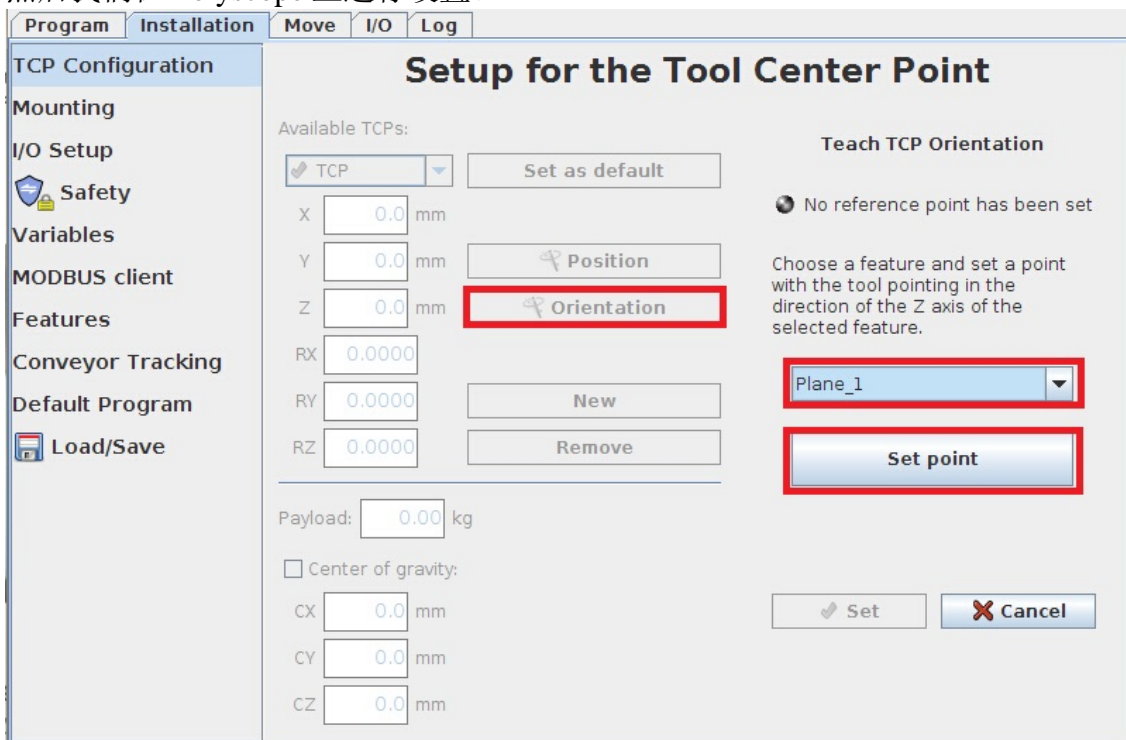 Program Installation Move I/O Log
TCP Configuration
Mounting
I/O Setup
Safety
Variables
MODBUS client
Features
Conveyor Tracking
Default Program
Load/Save
Setup for the Tool Center Point
Available TCPs:
TCP Set as default
X 0.0 mm
Y 0.0 mm Position
Z 0.0 mm Orientation
RX 0.0000
RY 0.0000 New
RZ 0.0000 Remove
Payload: 0.00 kg
Center of gravity:
CX 0.0 mm
CY 0.0 mm
CZ 0.0 mm
Teach TCP Orientation
No reference point has been set
Choose a feature and set a point
with the tool pointing in the
direction of the Z axis of the
selected feature.
Plane_1
Set point
Set Cancel